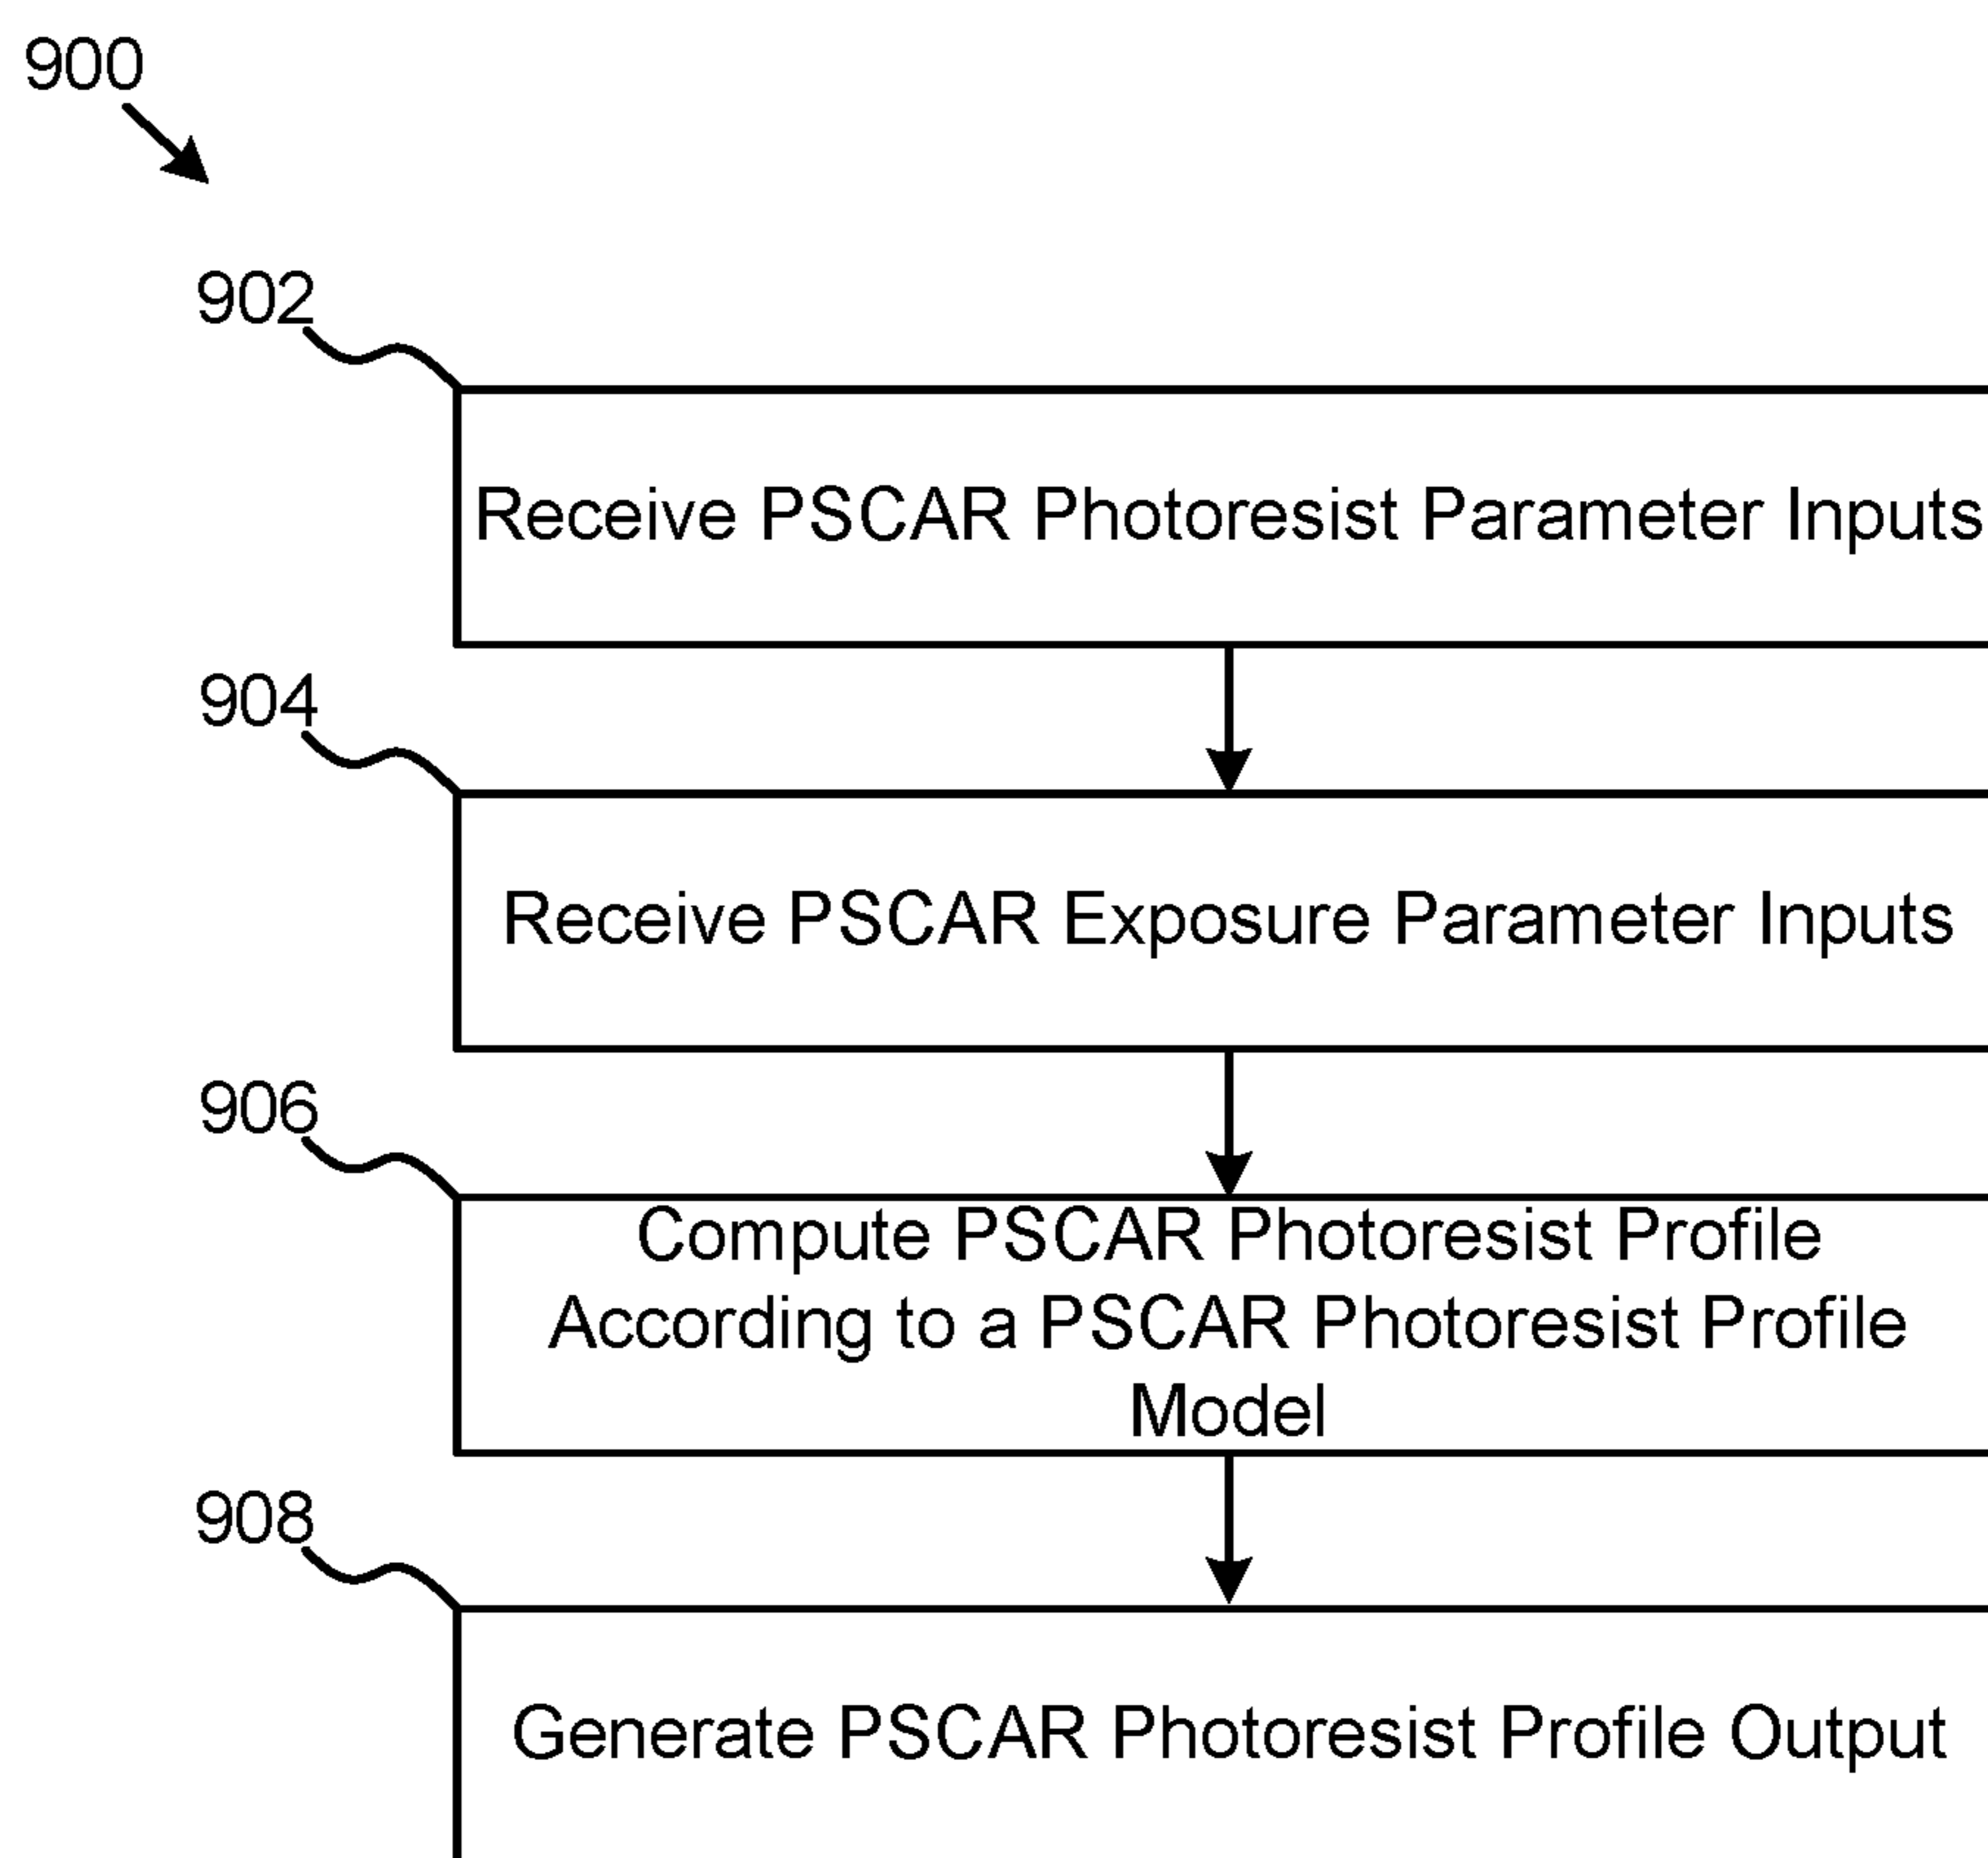 900
902
Receive PSCAR Photoresist Parameter Inputs
904
Receive PSCAR Exposure Parameter Inputs
906
Compute PSCAR Photoresist Profile
According to a PSCAR Photoresist Profile
Model
908
Generate PSCAR Photoresist Profile Output